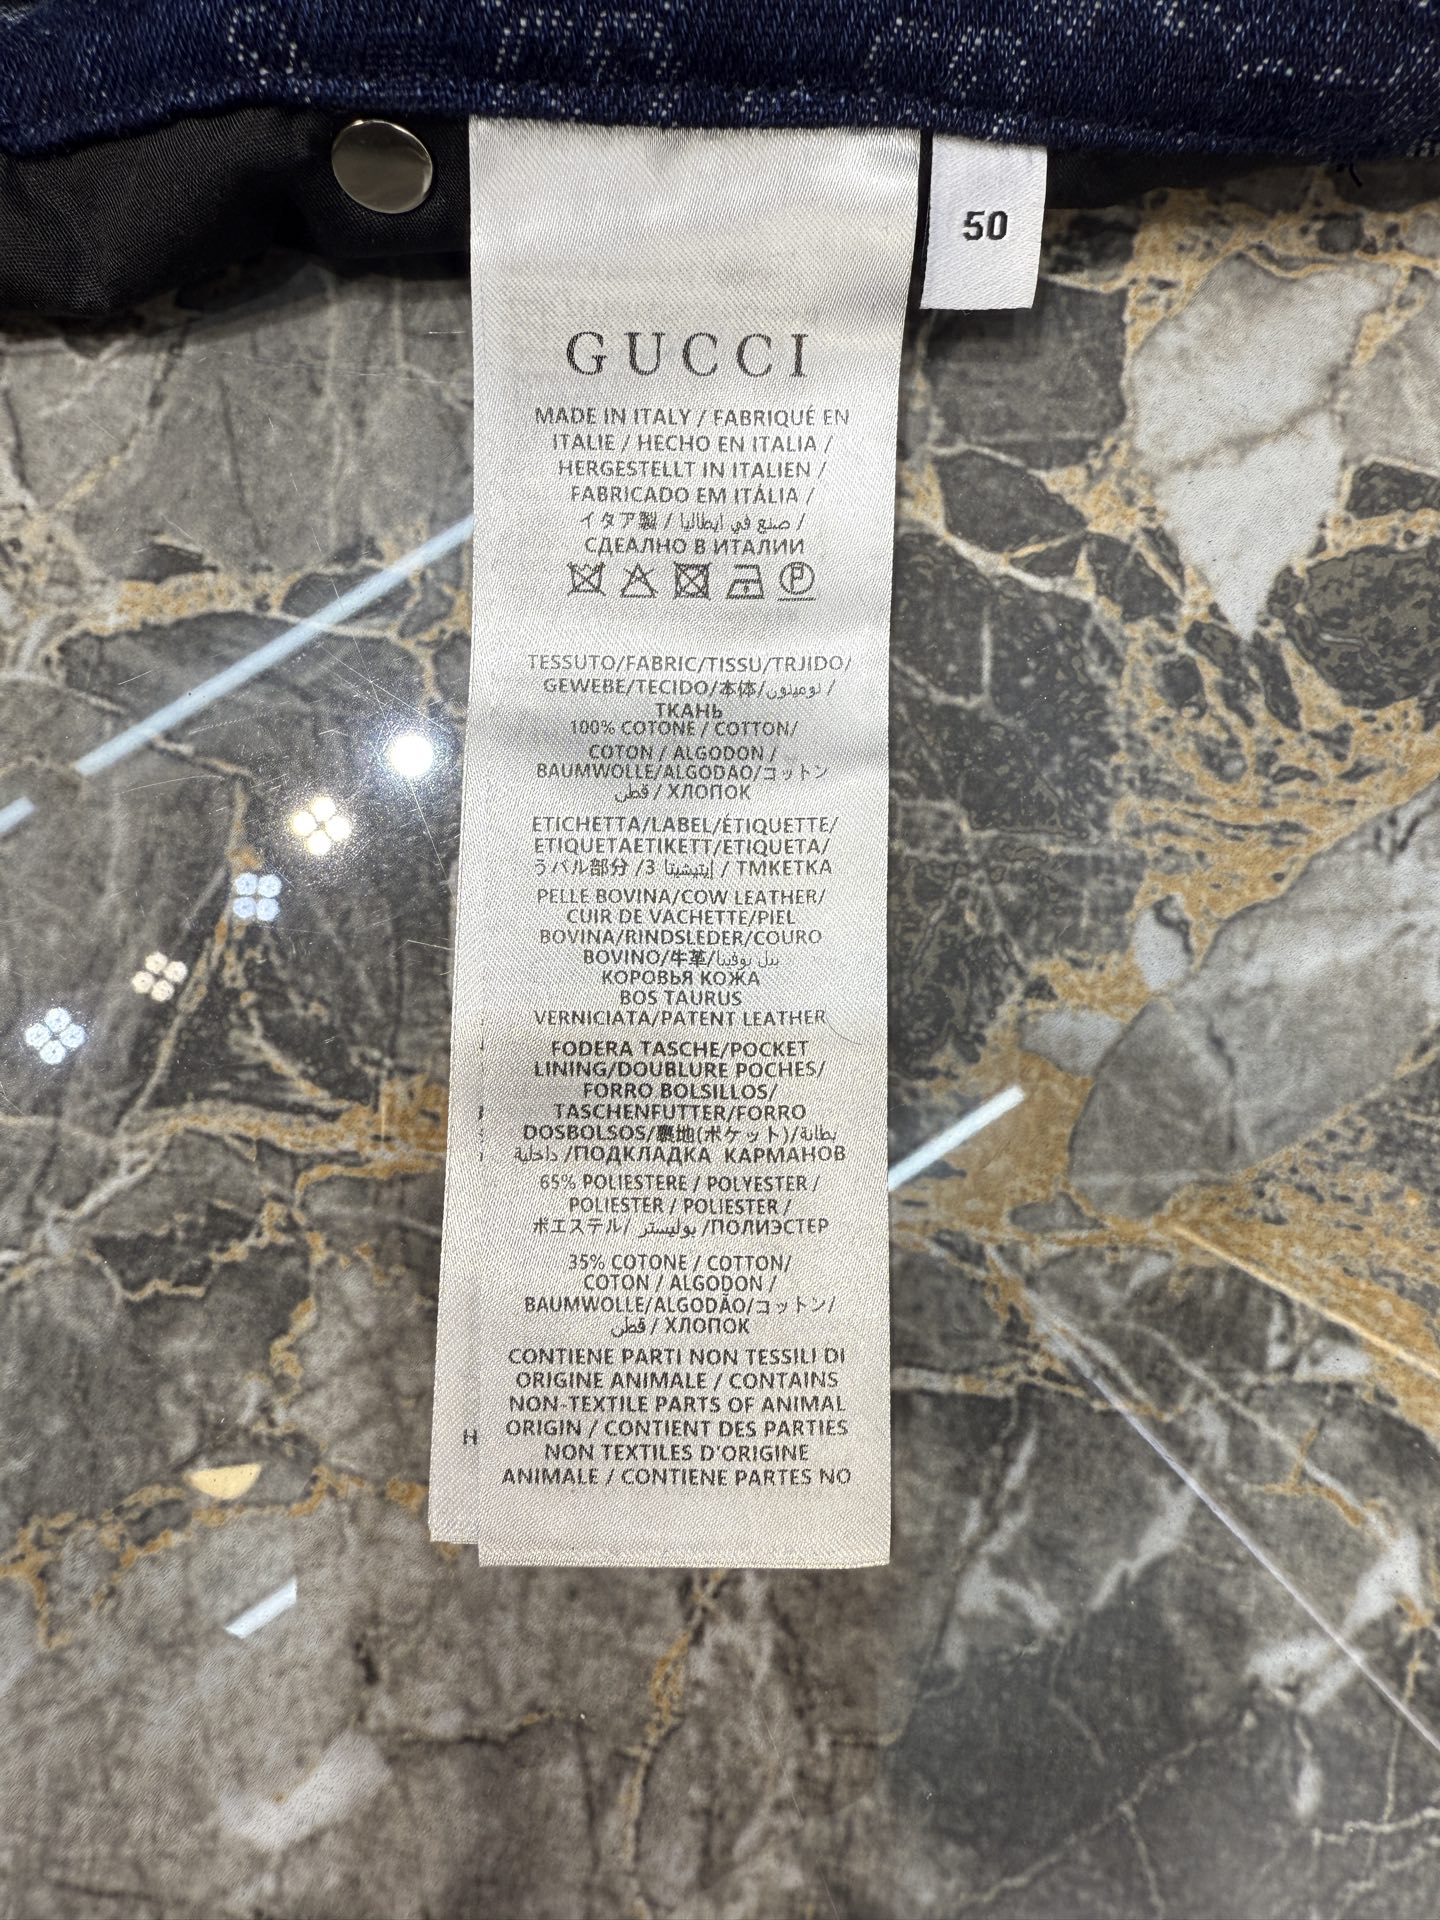 50
GUCCI
MADE IN ITALY / FABRIQUÉ EN
ITALIE / HECHO EN ITALIA /
HERGESTELLT IN ITALIEN /
FABRICADO EM ITÁLIA /
イタア製 / صنع في ايطاليا /
СДЕАЛНО В ИТАЛИИ
P
TESSUTO/FABRIC/TISSU/TRJIDO/
GEWEBE/TECIDO/本体/ /
ТКАНЬ
100% COTONE / COTTON/
COTON / ALGODON /
BAUMWOLLE/ALGODAO/コットン
قطن / ХЛОПОК
ETICHETTA/LABEL/ÉTIQUETTE/
ETIQUETAETIKETT/ETIQUETA/
うバル部分 /3 / ТМКЕТКА
PELLE BOVINA/COW LEATHER/
CUIR DE VACHETTE/PIEL
BOVINA/RINDSLEDER/COURO
BOVINO/牛革/
КОРОВЬЯ КОЖА
BOS TAURUS
VERNICIATA/PATENT LEATHER
FODERA TASCHE/POCKET
LINING/DOUBLURE POCHES/
FORRO BOLSILLOS/
TASCHENFUTTER/FORRO
DOSBOLSOS/裏地(ポケット)/بطانة
داخلية /ПОДКЛАДКА КАРМАНОВ
65% POLIESTERE / POLYESTER /
POLIESTER / POLIESTER /
ポエステル/ بوليستر /ПОЛИЭСТЕР
35% COTONE / COTTON/
COTON / ALGODON /
BAUMWOLLE/ALGODÃO/コットン/
قطن / ХЛОПОК
CONTIENE PARTI NON TESSILI DI
ORIGINE ANIMALE / CONTAINS
NON-TEXTILE PARTS OF ANIMAL
ORIGIN / CONTIENT DES PARTIES
H
NON TEXTILES D'ORIGINE
ANIMALE / CONTIENE PARTES NO